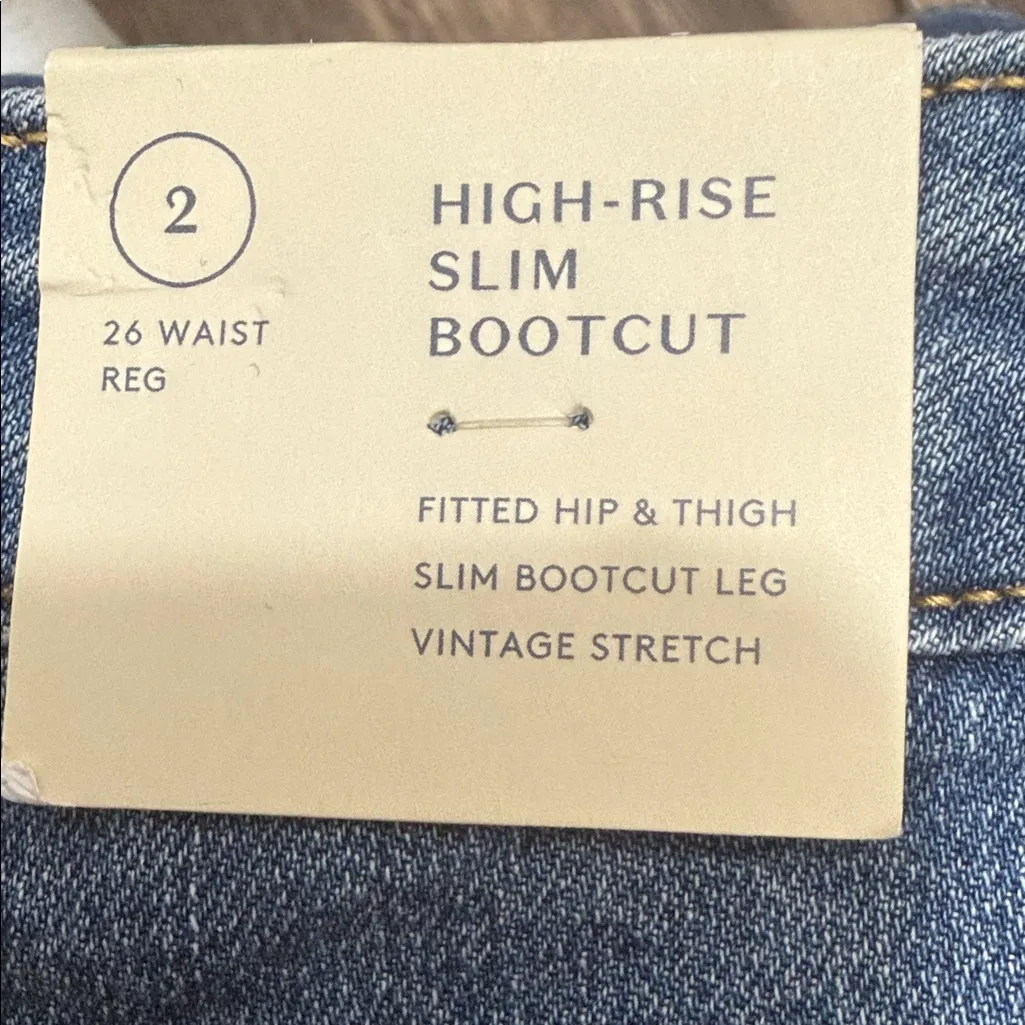 2
26 WAIST
REG
HIGH-RISE
SLIM
BOOTCUT
FITTED HIP & THIGH
SLIM BOOTCUT LEG
VINTAGE STRETCH